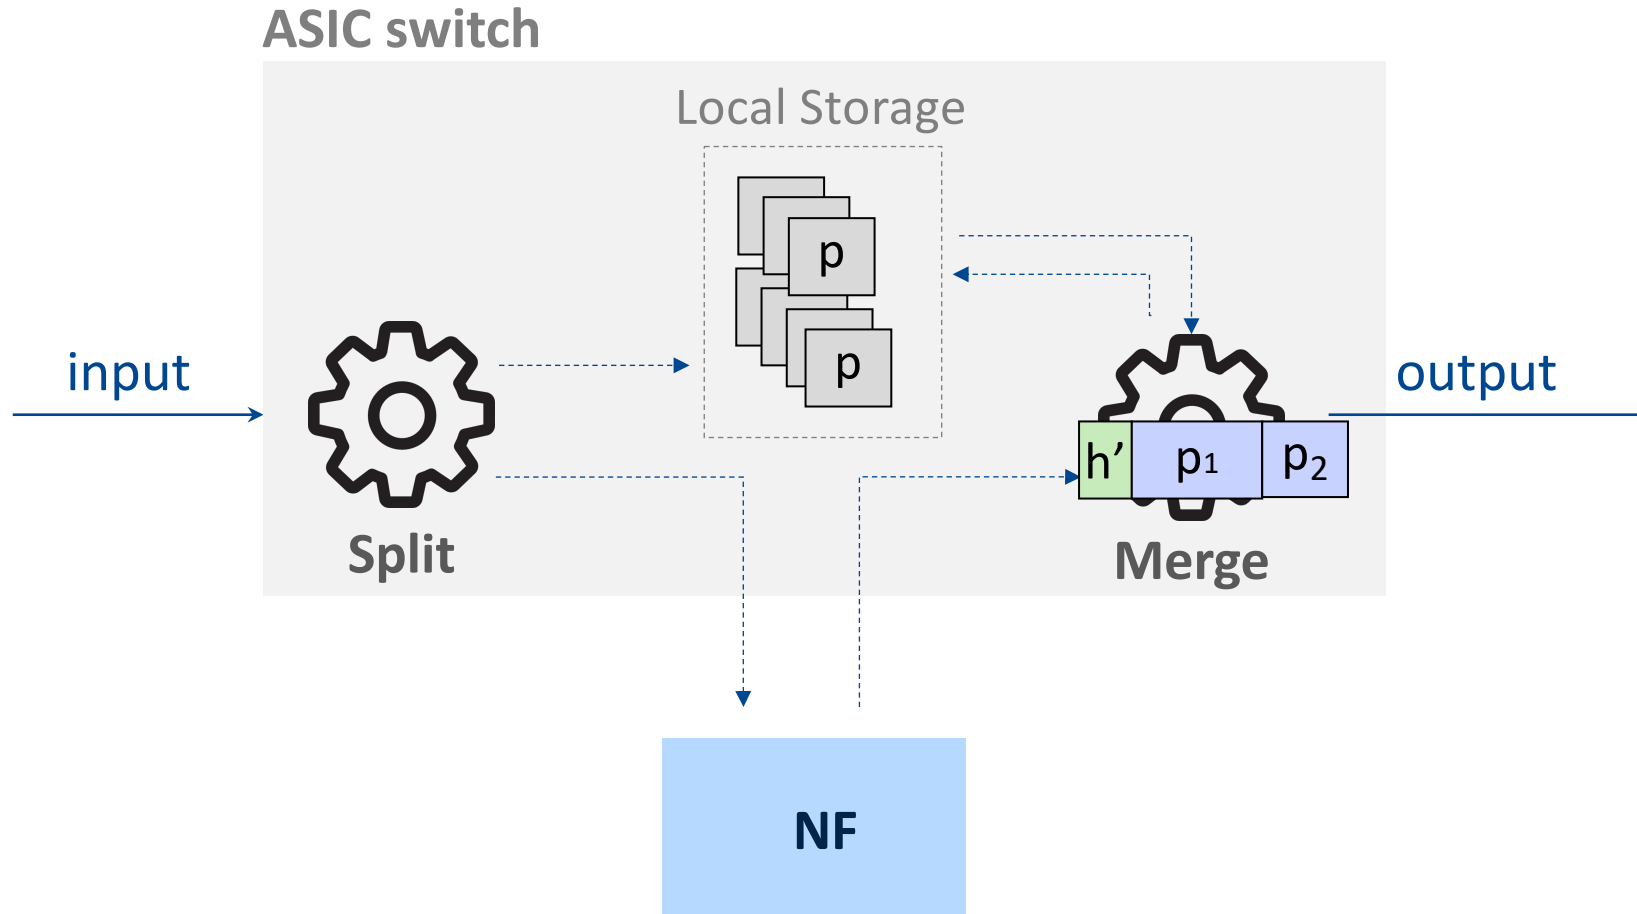 ASIC switch
Local Storage
p
p
input
output
h’
p1
p2
Split
Merge
NF